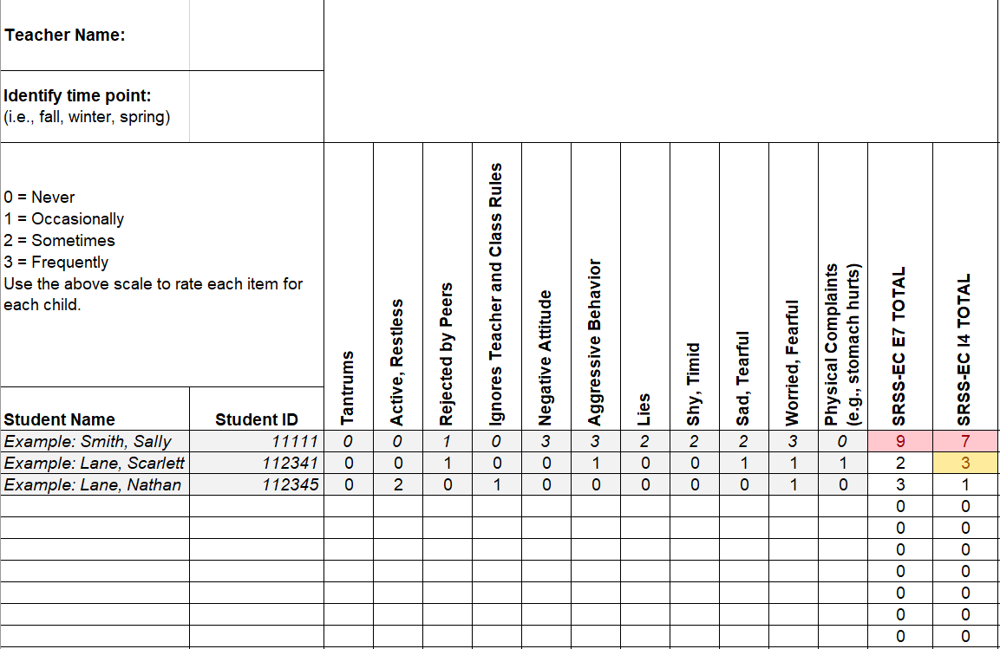 Teacher Name:
Identify time point:
(i.e., fall, winter, spring)
0 = Never
1 = Occasionally
2 = Sometimes
3 = Frequently
Use the above scale to rate each item for
each child.
Student Name Student ID Tantrums Active, Restless Rejected by Peers Ignores Teacher and Class Rules Negative Attitude Aggressive Behavior Lies Shy, Timid Sad, Tearful Worried, Fearful Physical Complaints
(e.g., stomach hurts) SRSS-EC E7 TOTAL SRSS-EC I4 TOTAL
Example: Smith, Sally 11111 0 0 1 0 3 3 2 2 2 3 0 9 7
Example: Lane, Scarlett 112341 0 0 1 0 0 1 0 0 1 1 1 2 3
Example: Lane, Nathan 112345 0 2 0 1 0 0 0 0 0 1 0 3 1
0 0
0 0
0 0
0 0
0 0
0 0
0 0